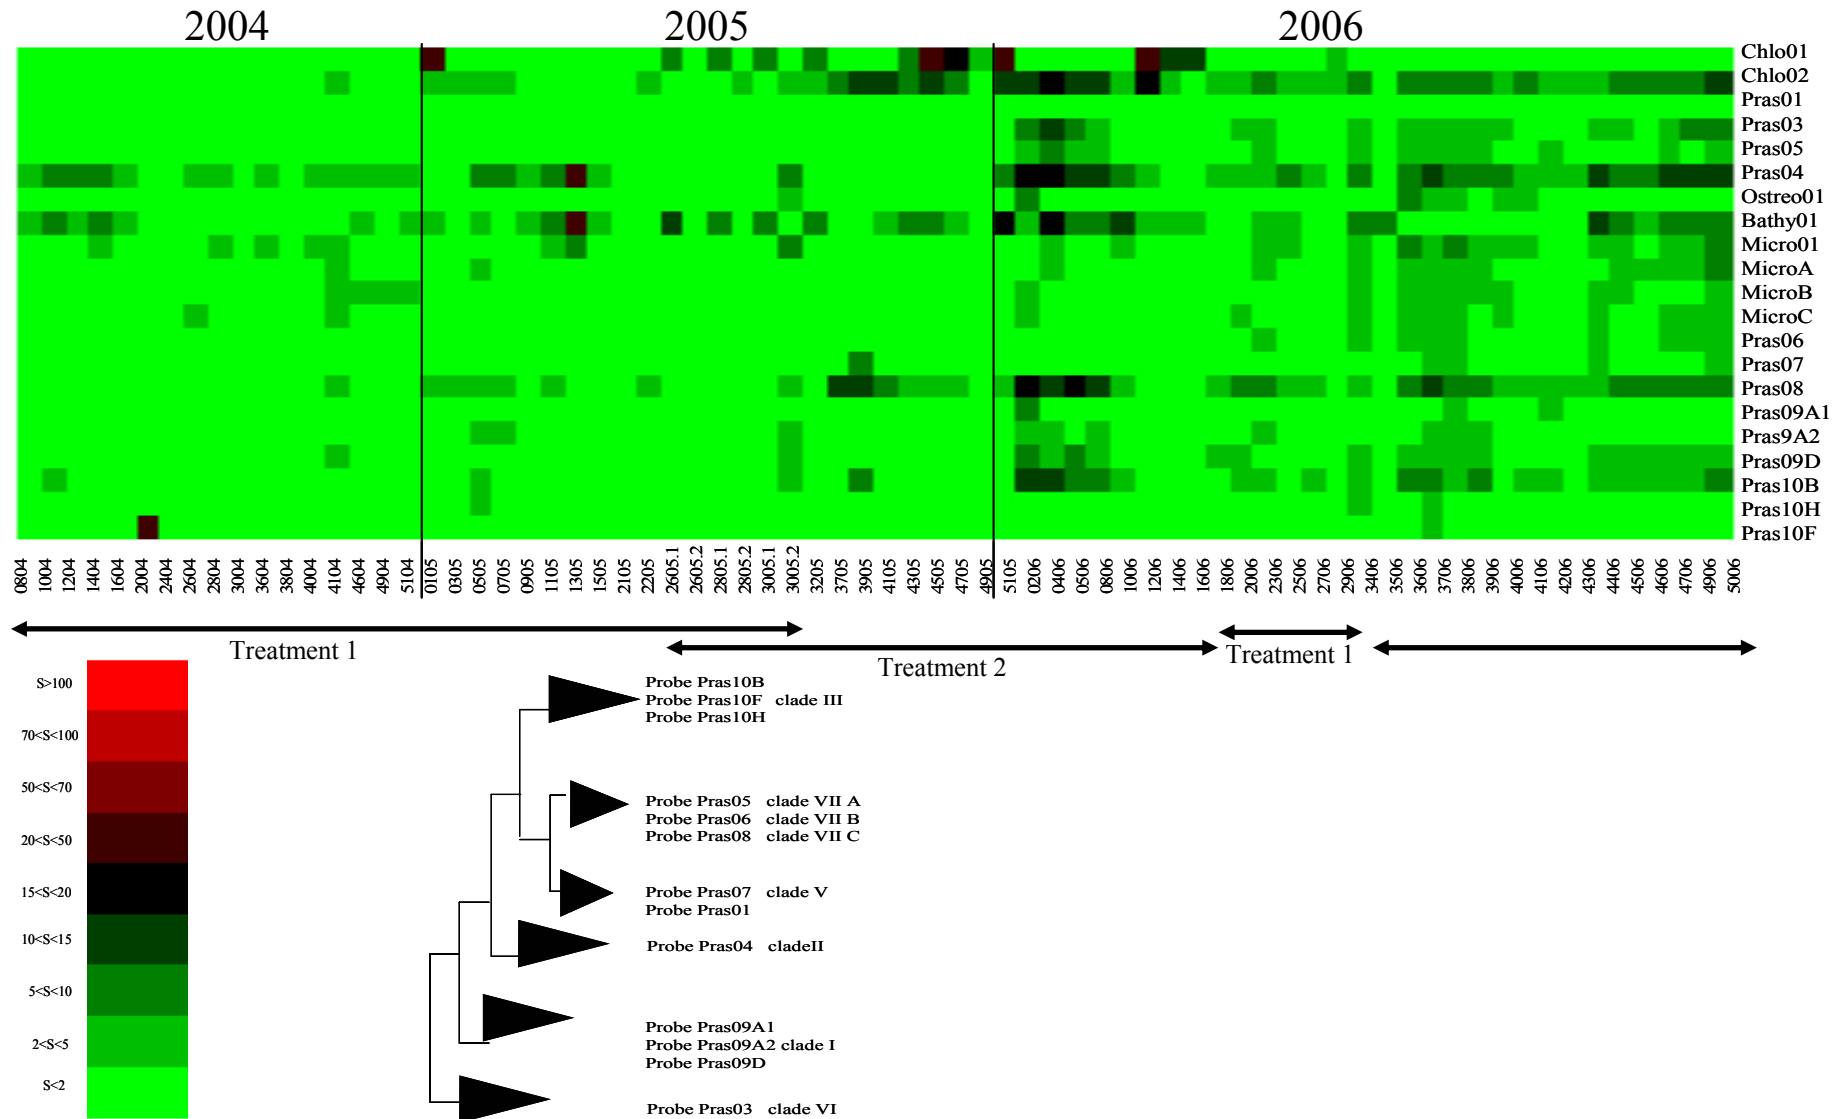 2004 2005 2006
Chlo01
Chlo02
Pras01
Pras03
Pras05
Pras04
Ostreo01
Bathy01
Micro01
MicroA
MicroB
MicroC
Pras06
Pras07
Pras08
Pras09A1
Pras9A2
Pras09D
Pras10B
Pras10H
Pras10F
0804 1004 1204 1404 1604 2004 2404 2604 2804 3004 3604 3804 4004 4104 4604 4904 5104 0105 0305 0505 0705 0905 1105 1305 1505 2105 2205 2605.1 2605.2 2805.1 2805.2 3005.1 3005.2 3205 3705 3905 4105 4305 4505 4705 4905 5105 0206 0406 0506 0806 1006 1206 1406 1606 1806 2006 2306 2506 2706 2906 3406 3506 3606 3706 3806 3906 4006 4106 4206 4306 4406 4506 4606 4706 4906 5006
Treatment 1
Treatment 2
Treatment 1
S>100
70<S<100
50<S<70
20<S<50
15<S<20
10<S<15
5<S<10
2<S<5
S<2
Probe Pras10B
Probe Pras10F clade III
Probe Pras10H
Probe Pras05 clade VII A
Probe Pras06 clade VII B
Probe Pras08 clade VII C
Probe Pras07 clade V
Probe Pras01
Probe Pras04 cladeII
Probe Pras09A1
Probe Pras09A2 clade I
Probe Pras09D
Probe Pras03 clade VI